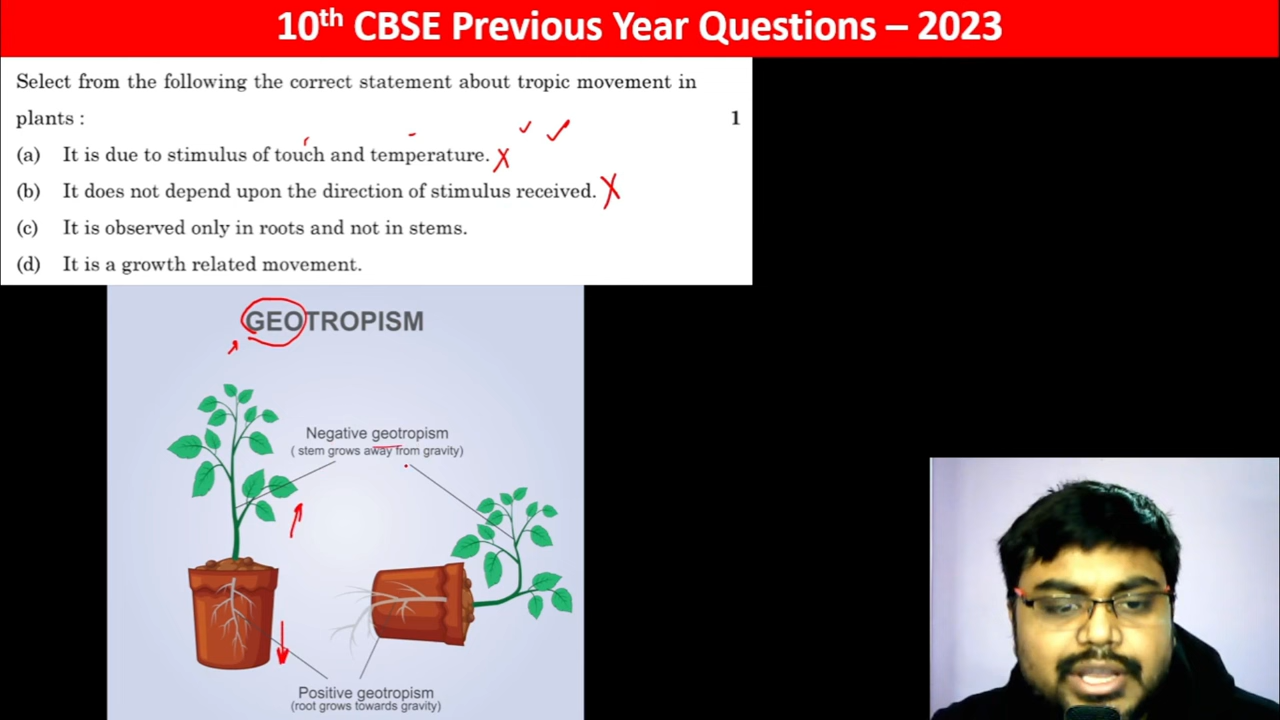 10th CBSE Previous Year Questions – 2023
Select from the following the correct statement about tropic movement in
plants : 1
(a) It is due to stimulus of touch and temperature.
(b) It does not depend upon the direction of stimulus received.
(c) It is observed only in roots and not in stems.
(d) It is a growth related movement.
GEOTROPISM
Negative geotropism
( stem grows away from gravity)
Positive geotropism
(root grows towards gravity)